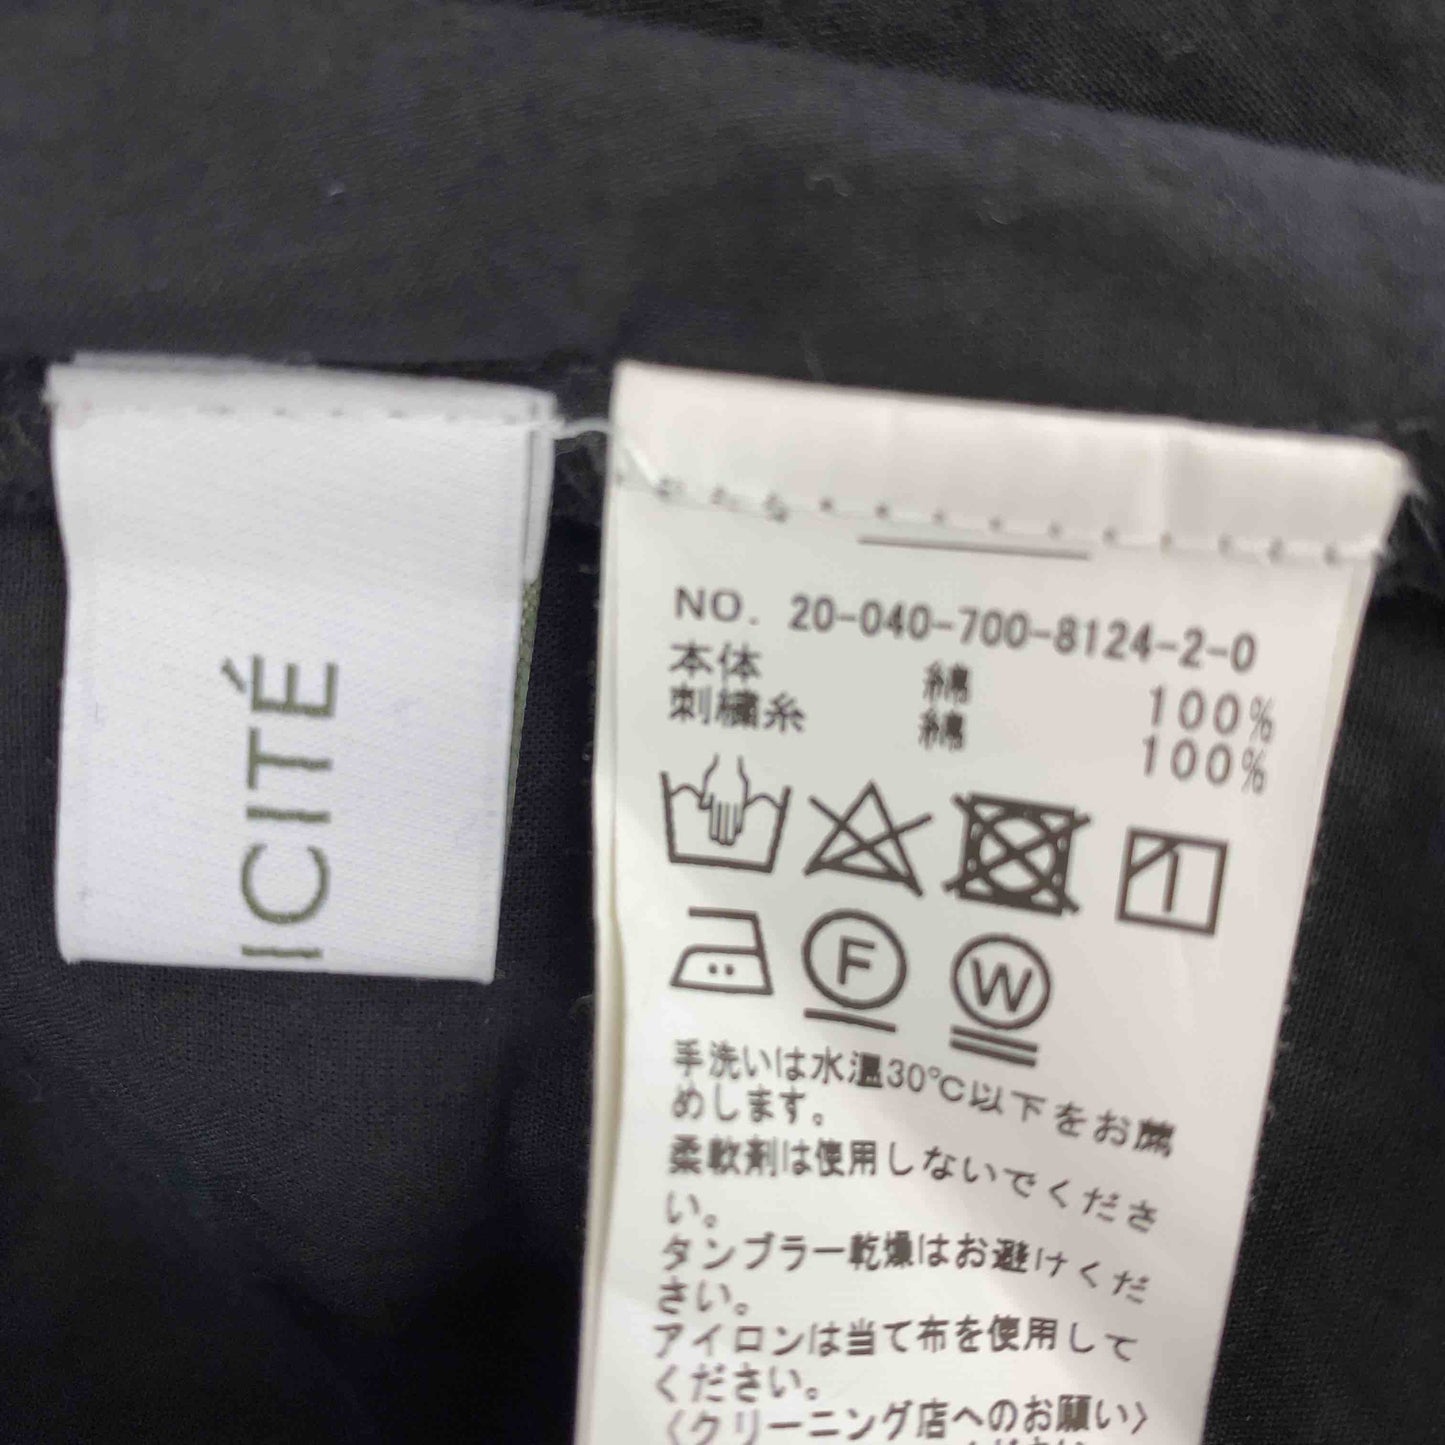 ICITÉ
NO. 20-040-700-8124-2-0
本体 綿 100%
刺繍糸 綿 100%
F W
手洗いは水温30℃以下をお薦
めします。
柔軟剤は使用しないでくださ
い。
タンブラー乾燥はお避けくだ
さい。
アイロンは当て布を使用して
ください。
〈クリーニング店へのお願い〉